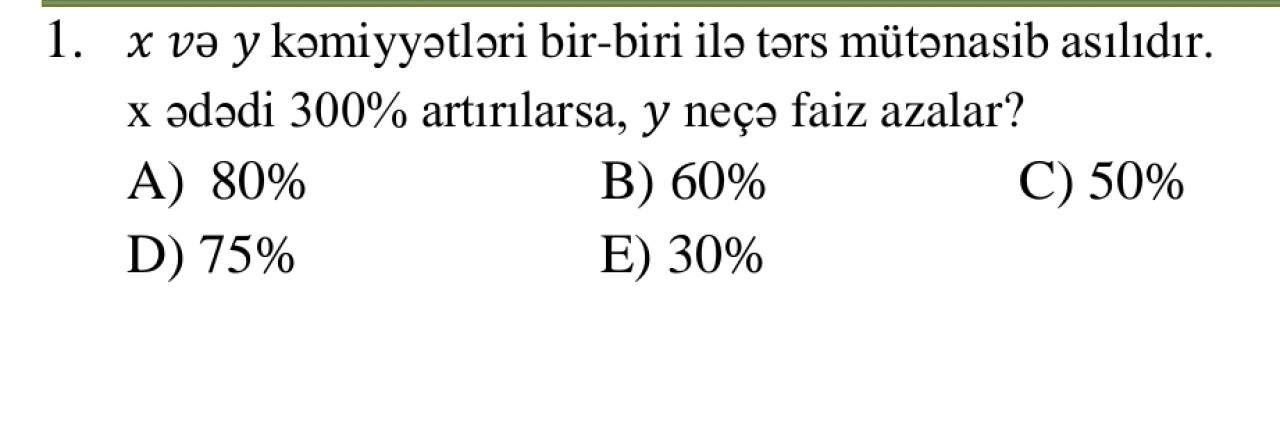 1. x və y kəmiyyətləri bir-biri ilə tərs mütənasib asılıdır.
x ədədi 300% artırılarsa, y neçə faiz azalar?
A) 80% B) 60% C) 50%
D) 75% E) 30%